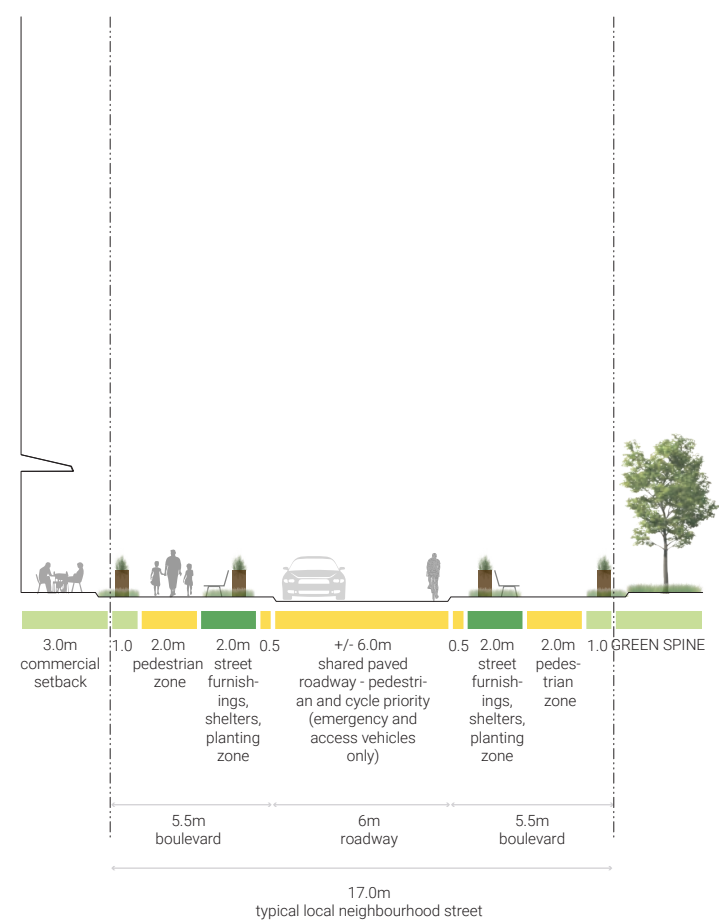 3.0m
commercial
setback
1.0
2.0m
pedestrian
zone
2.0m
street
furnish-
ings,
shelters,
planting
zone
0.5
+/- 6.0m
shared paved
roadway - pedestri-
an and cycle priority
(emergency and
access vehicles
only)
0.5
2.0m
street
furnish-
ings,
shelters,
planting
zone
2.0m
pedes-
trian
zone
1.0
GREEN SPINE
5.5m
boulevard
6m
roadway
5.5m
boulevard
17.0m
typical local neighbourhood street